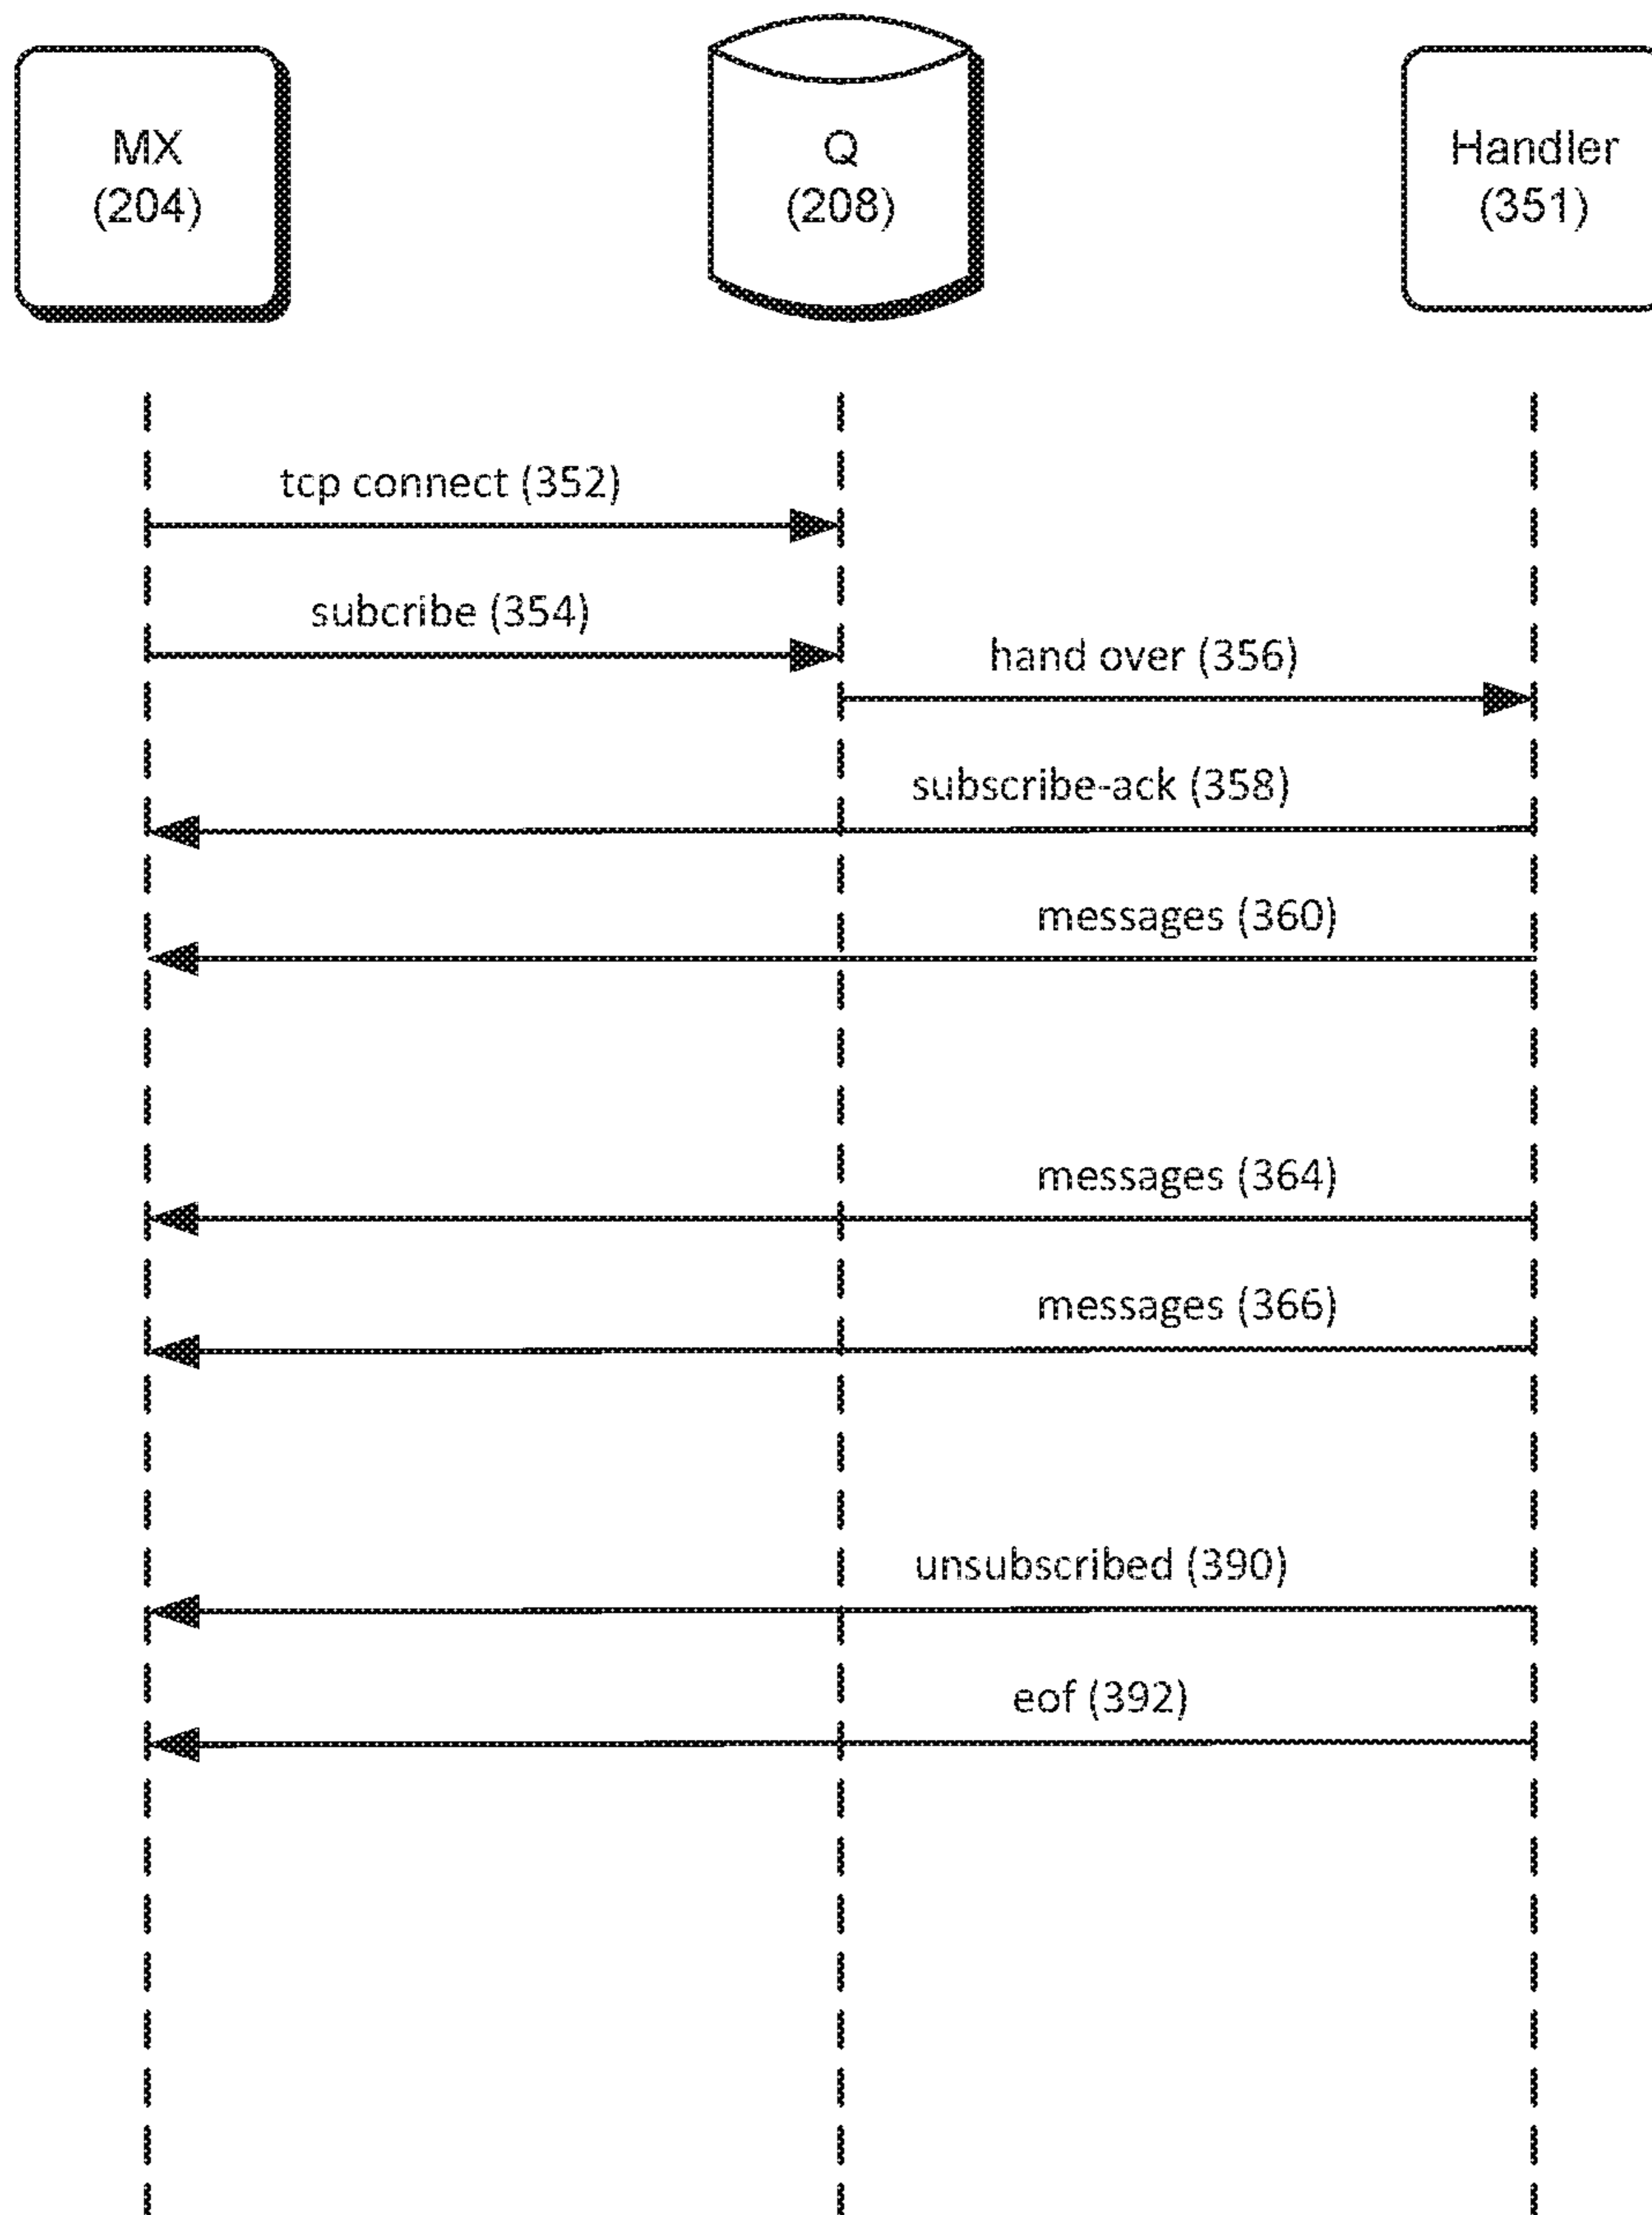 MX
(204)
Q
(208)
Handler
(351)
tcp connect (352)
subcribe (354)
hand over (356)
subscribe-ack (358)
messages (360)
messages (364)
messages (366)
unsubscribed (390)
eof (392)